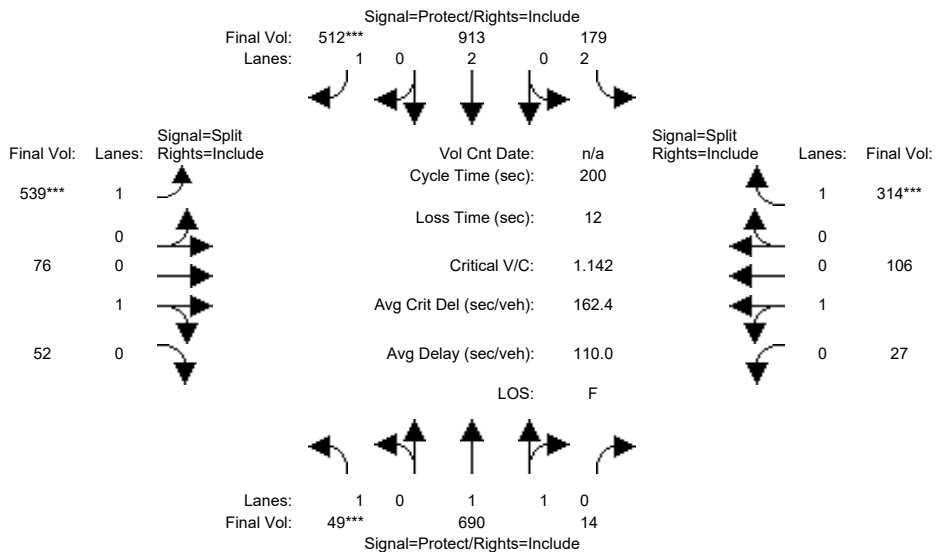 Signal=Protect/Rights=Include
Final Vol: 512*** 913 179
Lanes: 1 0 2 0 2
Signal=Split
Final Vol: Lanes: Rights=Include
Vol Cnt Date: n/a
Signal=Split
Rights=Include Lanes: Final Vol:
Cycle Time (sec): 200
539*** 1
1 314***
Loss Time (sec): 12
0
0
76 0
Critical V/C: 1.142
0 106
1
Avg Crit Del (sec/veh): 162.4
1
52 0
Avg Delay (sec/veh): 110.0
0 27
LOS: F
Lanes: 1 0 1 1 0
Final Vol: 49*** 690 14
Signal=Protect/Rights=Include